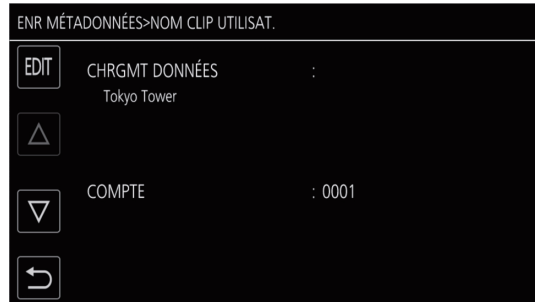 ENR MÉTADONNÉES>NOM CLIP UTILISAT.
EDIT
CHRGMT DONNÉES :
Tokyo Tower
COMPTE : 0001